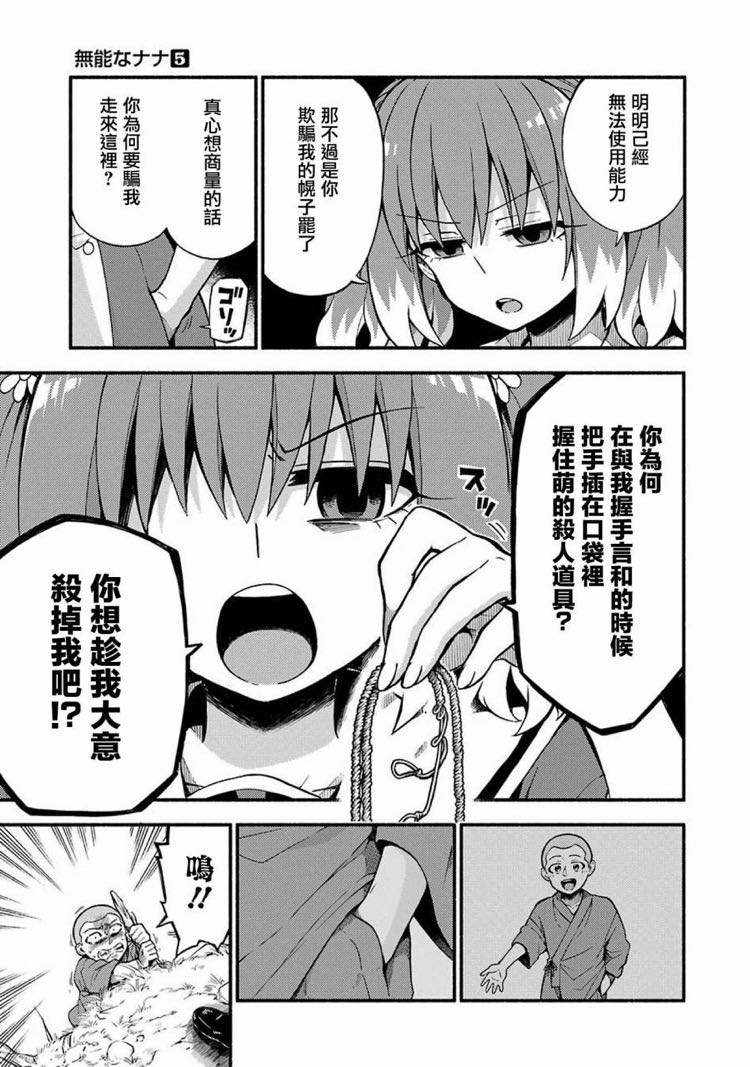 無能なナナ5
明明己經
無法使用能力
那不過是你
欺騙我的幌子罷了
真心想商量的話
你為何要騙我
走來這裡？
ゴソッ
你為何
在與我握手言和的時候
把手插在口袋裡
握住萌的殺人道具？
スッ
你想趁我大意
殺掉我吧!?
嗚!!